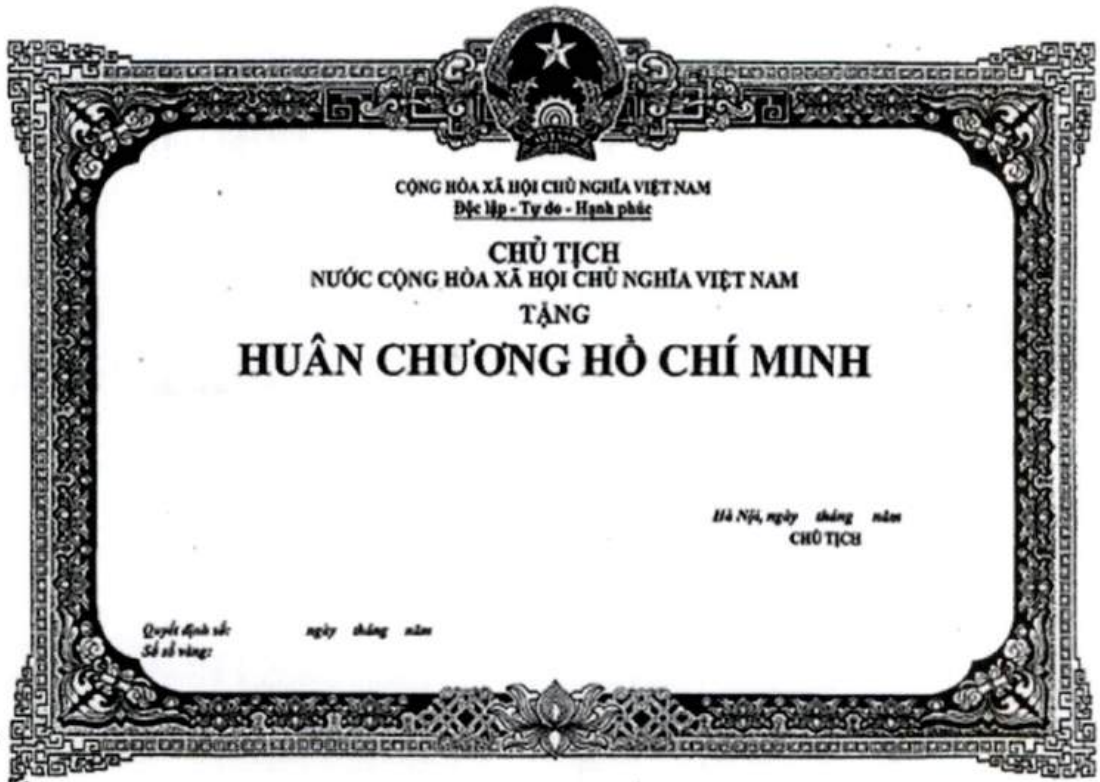 CỘNG HÒA XÃ HỘI CHỦ NGHĨA VIỆT NAM
Độc lập - Tự do - Hạnh phúc
CHỦ TỊCH
NƯỚC CỘNG HÒA XÃ HỘI CHỦ NGHĨA VIỆT NAM
TẶNG
HUÂN CHƯƠNG HỒ CHÍ MINH
Hà Nội, ngày tháng năm
CHỦ TỊCH
Quyết định số: ngày tháng năm
Số sổ vàng: